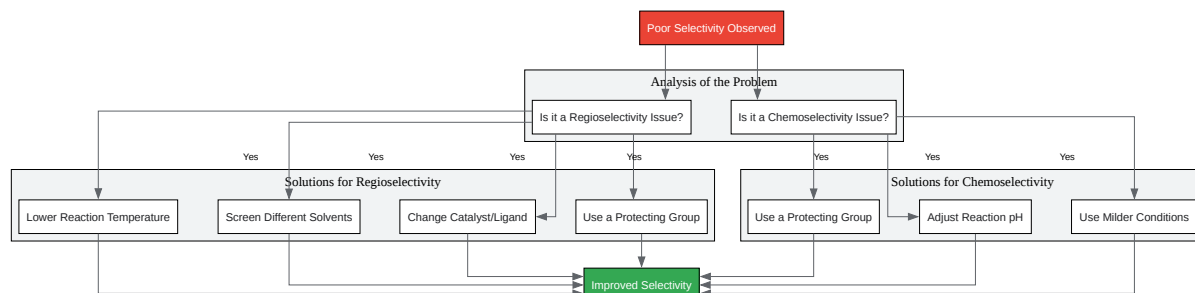 Poor Selectivity Observed
Analysis of the Problem
Is it a Regioselectivity Issue?
Is it a Chemoselectivity Issue?
Yes
Yes
Yes
Yes
Yes
Yes
Yes
Solutions for Regioselectivity
Solutions for Chemoselectivity
Lower Reaction Temperature
Screen Different Solvents
Change Catalyst/Ligand
Use a Protecting Group
Use a Protecting Group
Adjust Reaction pH
Use Milder Conditions
Improved Selectivity